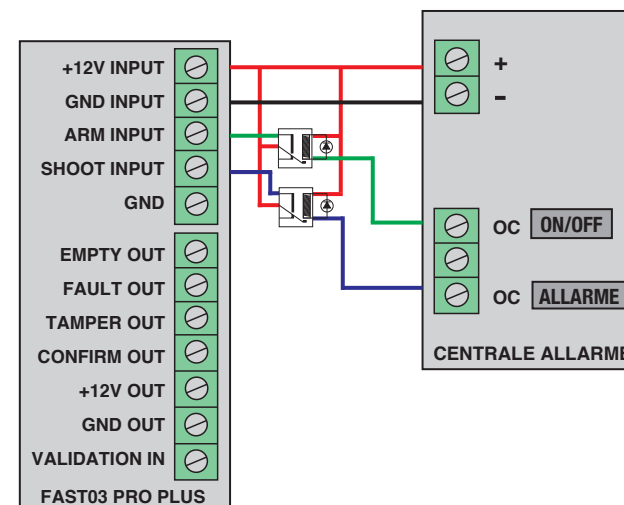 +12V INPUT
GND INPUT
ARM INPUT
SHOOT INPUT
GND
EMPTY OUT
FAULT OUT
TAMPER OUT
CONFIRM OUT
+12V OUT
GND OUT
VALIDATION IN
FAST03 PRO PLUS
+
-
OC ON/OFF
OC ALLARME
CENTRALE ALLARME